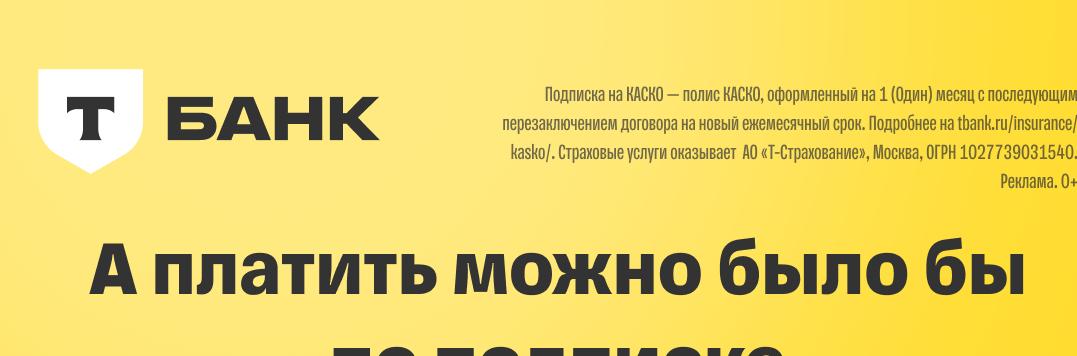 Т БАНК
Подписка на КАСКО — полис КАСКО, оформленный на 1 (Один) месяц с последующим
перезаключением договора на новый ежемесячный срок. Подробнее на tbank.ru/insurance/
kasko/. Страховые услуги оказывает АО «Т-Страхование», Москва, ОГРН 1027739031540.
Реклама. 0+
А платить можно было бы
по подписке